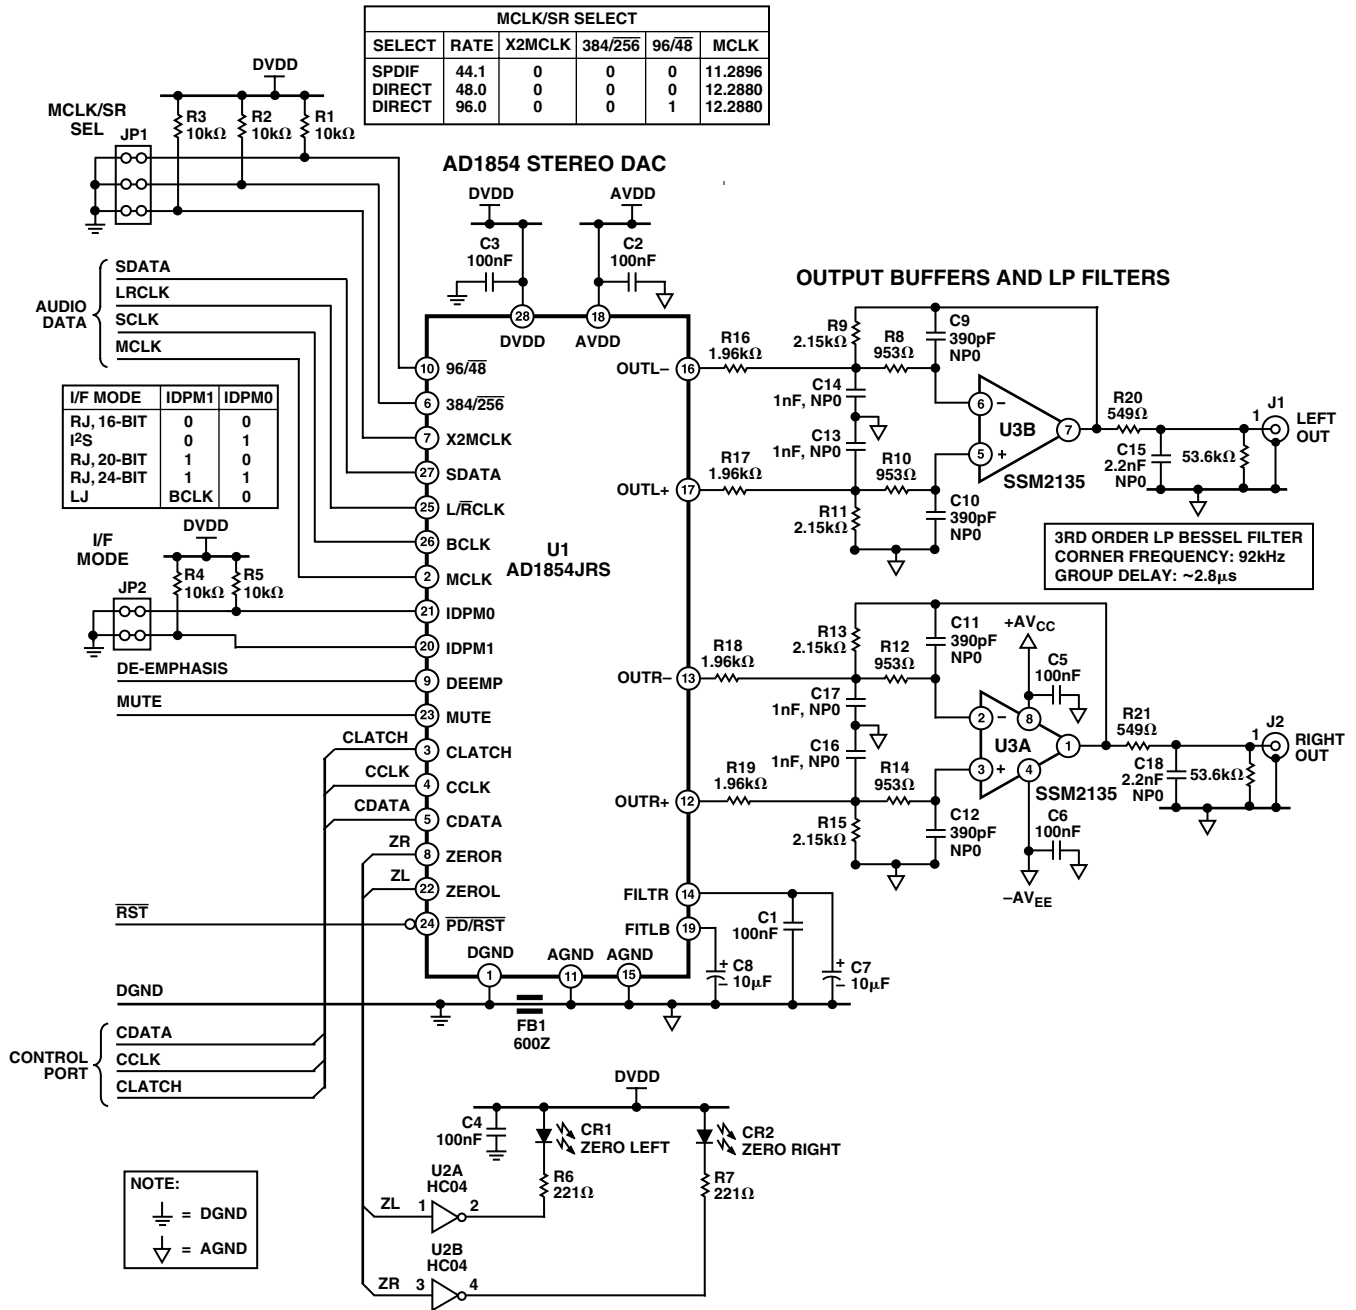 MCLK/SR SELECT
SELECT RATE X2MCLK 384/256 96/48 MCLK
SPDIF 44.1 0 0 0 11.2896
DIRECT 48.0 0 0 0 12.2880
DIRECT 96.0 0 0 1 12.2880
DVDD
MCLK/SR
SEL
JP1
R3
10kΩ
R2
10kΩ
R1
10kΩ
AD1854 STEREO DAC
DVDD
AVDD
C3
100nF
C2
100nF
AUDIO
DATA
SDATA
LRCLK
SCLK
MCLK
28
DVDD
18
AVDD
I/F MODE IDPM1 IDPM0
RJ, 16-BIT 0 0
I2S 0 1
RJ, 20-BIT 1 0
RJ, 24-BIT 1 1
LJ BCLK 0
I/F
MODE
DVDD
JP2
R4
10kΩ
R5
10kΩ
DE-EMPHASIS
MUTE
CLATCH
CCLK
CDATA
ZR
ZL
RST
10 96/48
6 384/256
7 X2MCLK
27 SDATA
25 L/RCLK
26 BCLK
2 MCLK
21 IDPM0
20 IDPM1
9 DEEMP
23 MUTE
3 CLATCH
4 CCLK
5 CDATA
8 ZEROR
22 ZEROL
24 PD/RST
U1
AD1854JRS
OUTL– 16
OUTL+ 17
OUTR– 13
OUTR+ 12
FILTR 14
FITLB 19
DGND
1
AGND
11
AGND
15
OUTPUT BUFFERS AND LP FILTERS
R16
1.96kΩ
R9
2.15kΩ
R8
953Ω
C9
390pF
NP0
C14
1nF, NP0
C13
1nF, NP0
R17
1.96kΩ
R10
953Ω
R11
2.15kΩ
C10
390pF
NP0
6 –
5 +
U3B
7
SSM2135
R20
549Ω
C15
2.2nF
NP0
53.6kΩ
1
J1
LEFT
OUT
3RD ORDER LP BESSEL FILTER
CORNER FREQUENCY: 92kHz
GROUP DELAY: ~2.8μs
R18
1.96kΩ
R13
2.15kΩ
R12
953Ω
C11
390pF
NP0
C17
1nF, NP0
C16
1nF, NP0
R19
1.96kΩ
R14
953Ω
R15
2.15kΩ
C12
390pF
NP0
+AVCC
C5
100nF
2 –
3 +
8
U3A
4
1
SSM2135
C6
100nF
–AVEE
R21
549Ω
C18
2.2nF
NP0
53.6kΩ
1
J2
RIGHT
OUT
C1
100nF
+
C8
– 10μF
+
C7
– 10μF
DGND
FB1
600Z
CONTROL
PORT
CDATA
CCLK
CLATCH
DVDD
C4
100nF
CR1
ZERO LEFT
CR2
ZERO RIGHT
R6
221Ω
R7
221Ω
U2A
HC04
ZL 1 2
U2B
HC04
ZR 3 4
NOTE:
= DGND
= AGND